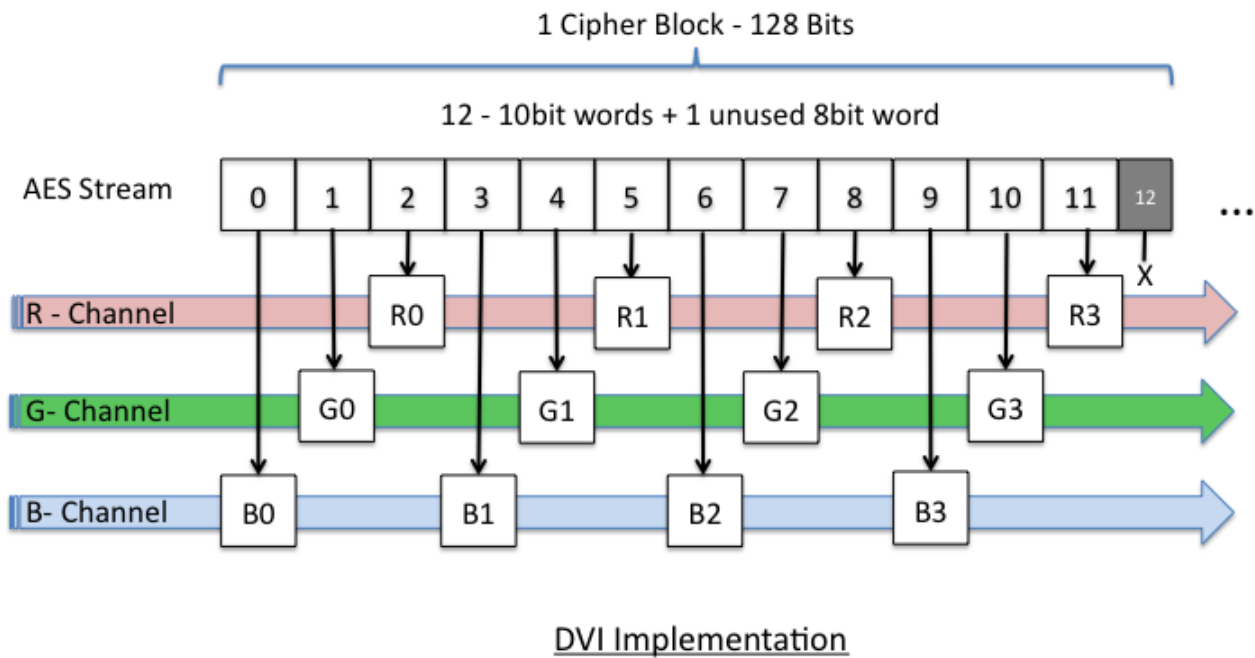 1 Cipher Block - 128 Bits
12 - 10bit words + 1 unused 8bit word
AES Stream
0 1 2 3 4 5 6 7 8 9 10 11 12 ...
X
R - Channel R0 R1 R2 R3
G- Channel G0 G1 G2 G3
B- Channel B0 B1 B2 B3
DVI Implementation